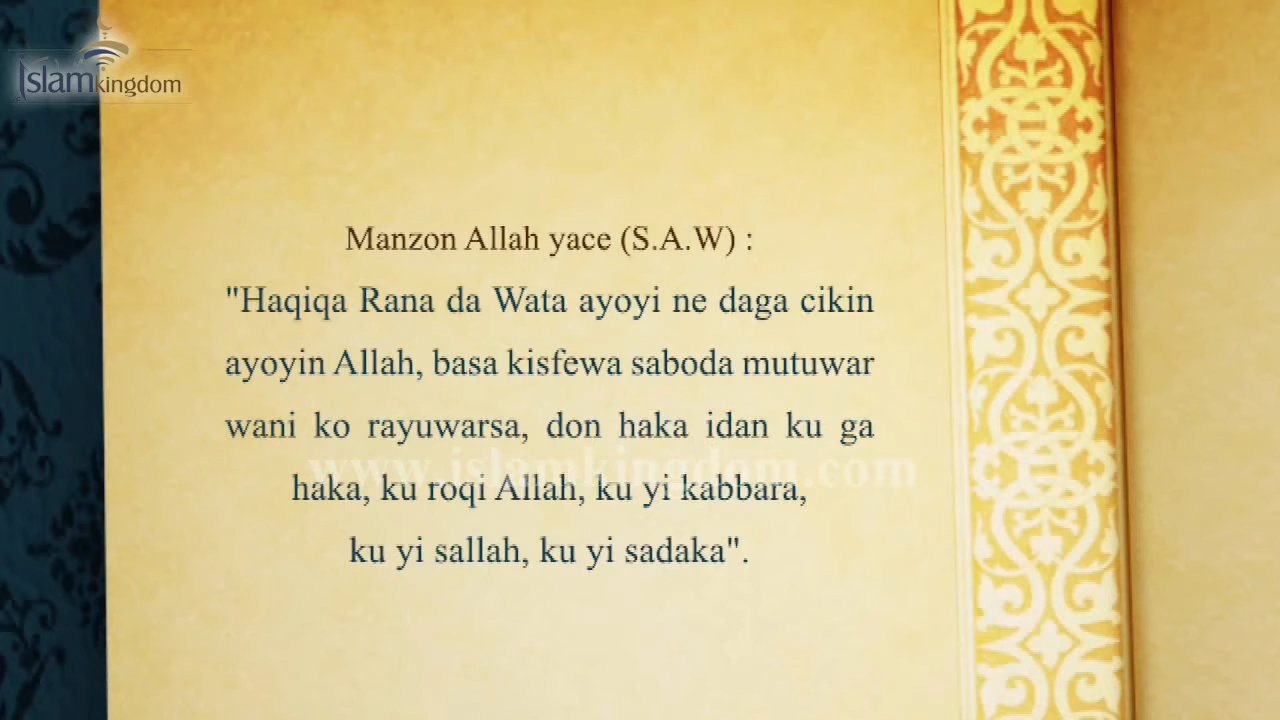 Islamkingdom
Manzon Allah yace (S.A.W) :
"Haqiqa Rana da Wata ayoyi ne daga cikin
ayoyin Allah, basa kisfewa saboda mutuwar
wani ko rayuwarsa, don haka idan ku ga
www.islamkingdom.com
haka, ku roqi Allah, ku yi kabbara,
ku yi sallah, ku yi sadaka".